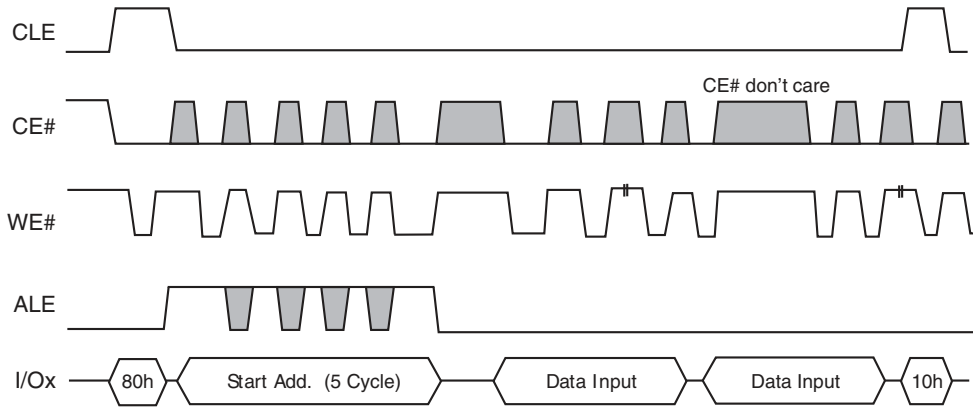 CLE
CE# don't care
CE#
WE#
ALE
I/Ox 80h Start Add. (5 Cycle) Data Input Data Input 10h